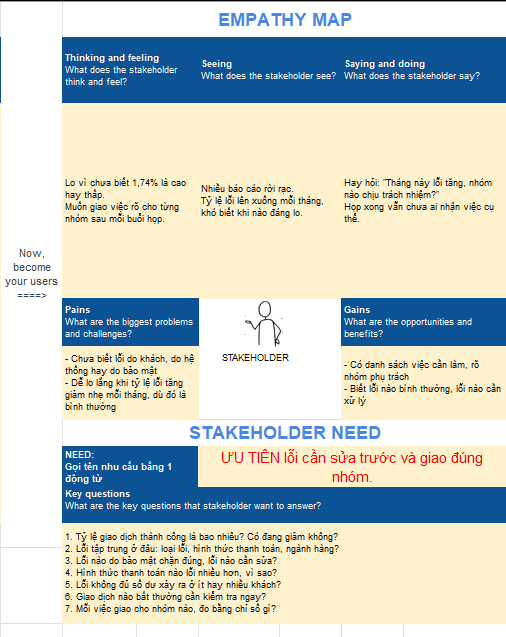 EMPATHY MAP
Thinking and feeling
What does the stakeholder
think and feel?
Seeing
What does the stakeholder see?
Saying and doing
What does the stakeholder say?
Now,
become
your users
====>
Lo vì chưa biết 1,74% là cao
hay thấp.
Muốn giao việc rõ cho từng
nhóm sau mỗi buổi họp.
Nhiều báo cáo rời rạc.
Tỷ lệ lỗi lên xuống mỗi tháng,
khó biết khi nào đáng lo.
Hay hỏi: "Tháng này lỗi tăng, nhóm
nào chịu trách nhiệm?"
Họp xong vẫn chưa ai nhận việc cụ
thể.
Pains
What are the biggest problems
and challenges?
STAKEHOLDER
Gains
What are the opportunities and
benefits?
- Chưa biết lỗi do khách, do hệ
thống hay do bảo mật
- Dễ lo lắng khi tỷ lệ lỗi tăng
giảm nhẹ mỗi tháng, dù đó là
bình thường
- Có danh sách việc cần làm, rõ
nhóm phụ trách
- Biết lỗi nào bình thường, lỗi nào cần
xử lý
STAKEHOLDER NEED
NEED:
Gọi tên nhu cầu bằng 1
động từ
ƯU TIÊN lỗi cần sửa trước và giao đúng
nhóm.
Key questions
What are the key questions that stakeholder want to answer?
1. Tỷ lệ giao dịch thành công là bao nhiêu? Có đang giảm không?
2. Lỗi tập trung ở đâu: loại lỗi, hình thức thanh toán, ngành hàng?
3. Lỗi nào do bảo mật chặn đúng, lỗi nào cần sửa?
4. Hình thức thanh toán nào lỗi nhiều hơn, vì sao?
5. Lỗi không đủ số dư xảy ra ở ít hay nhiều khách?
6. Giao dịch nào bất thường cần kiểm tra ngay?
7. Mỗi việc giao cho nhóm nào, đo bằng chỉ số gì?